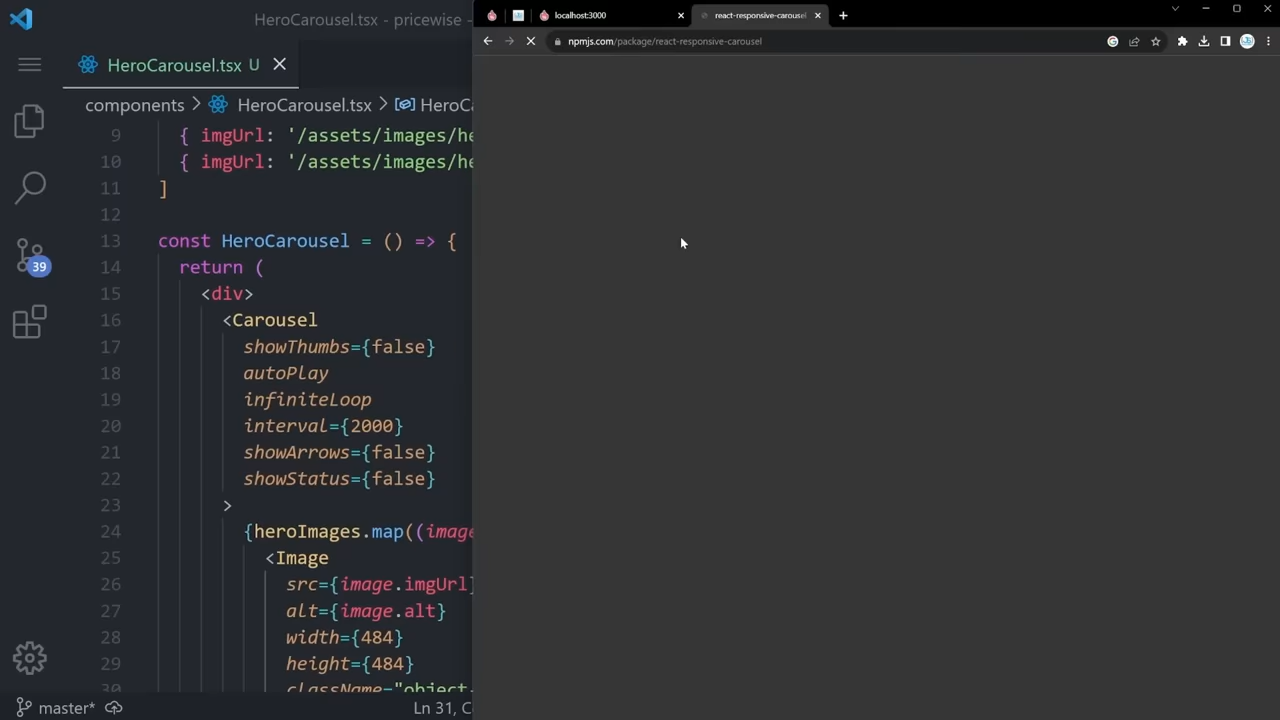 HeroCarousel.tsx - pricewise -
localhost:3000
react-responsive-carousel
npmjs.com/package/react-responsive-carousel
HeroCarousel.tsx U
components > HeroCarousel.tsx > HeroCa
9 { imgUrl: '/assets/images/he
10 { imgUrl: '/assets/images/he
11 ]
12
13 const HeroCarousel = () => {
14 return (
15 <div>
16 <Carousel
17 showThumbs={false}
18 autoPlay
19 infiniteLoop
20 interval={2000}
21 showArrows={false}
22 showStatus={false}
23 >
24 {heroImages.map((image
25 <Image
26 src={image.imgUrl}
27 alt={image.alt}
28 width={484}
29 height={484}
30 className="object-
39
master*
Ln 31, C